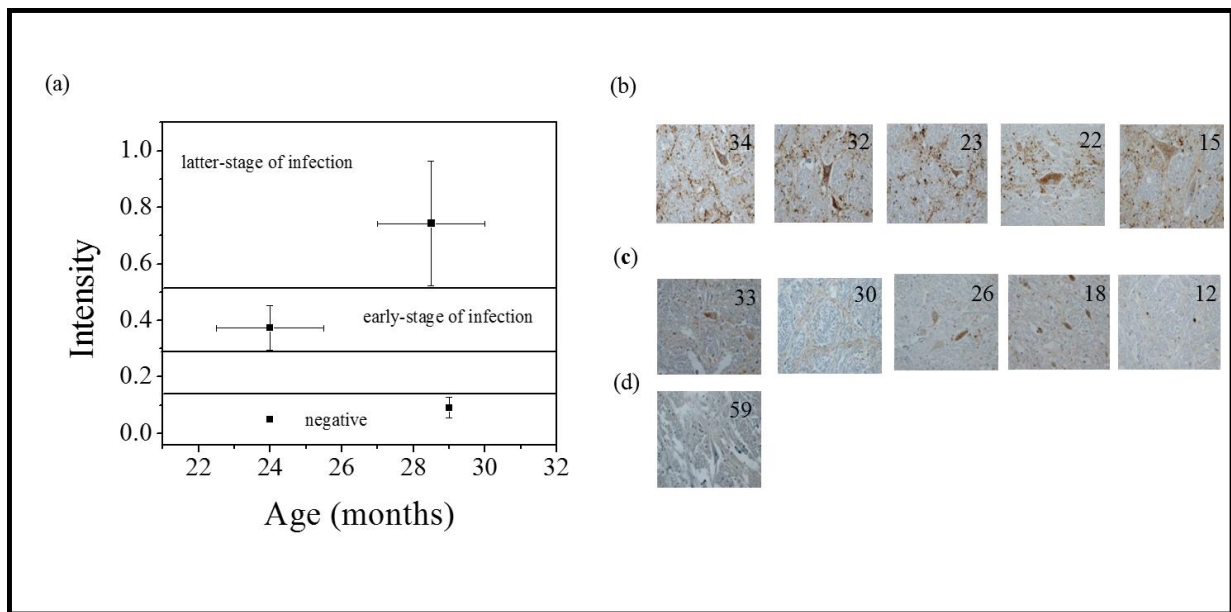 (a)
1.0
0.8
0.6
0.4
0.2
0.0
Intensity
latter-stage of infection
early-stage of infection
negative
22 24 26 28 30 32
Age (months)
(b)
34 32 23 22 15
(c)
33 30 26 18 12
(d)
59